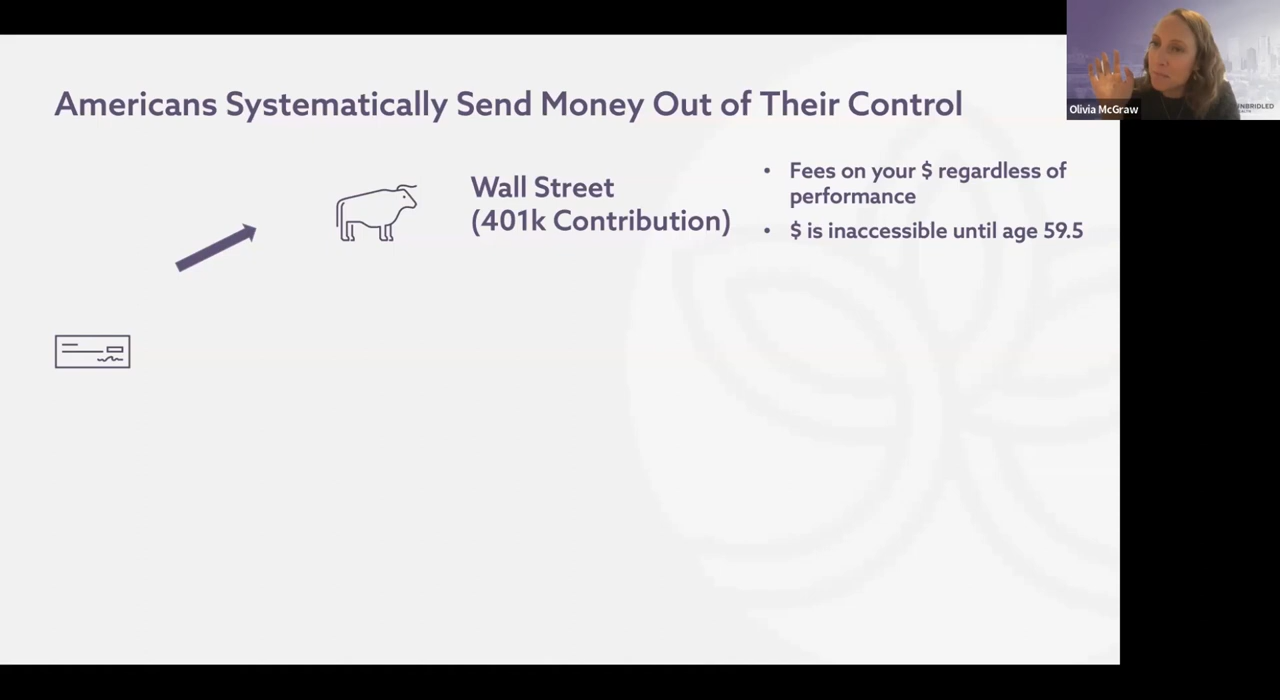 Americans Systematically Send Money Out of Their Control
Wall Street
(401k Contribution)
• Fees on your $ regardless of
performance
• $ is inaccessible until age 59.5
Olivia McGraw
NBRIDLED